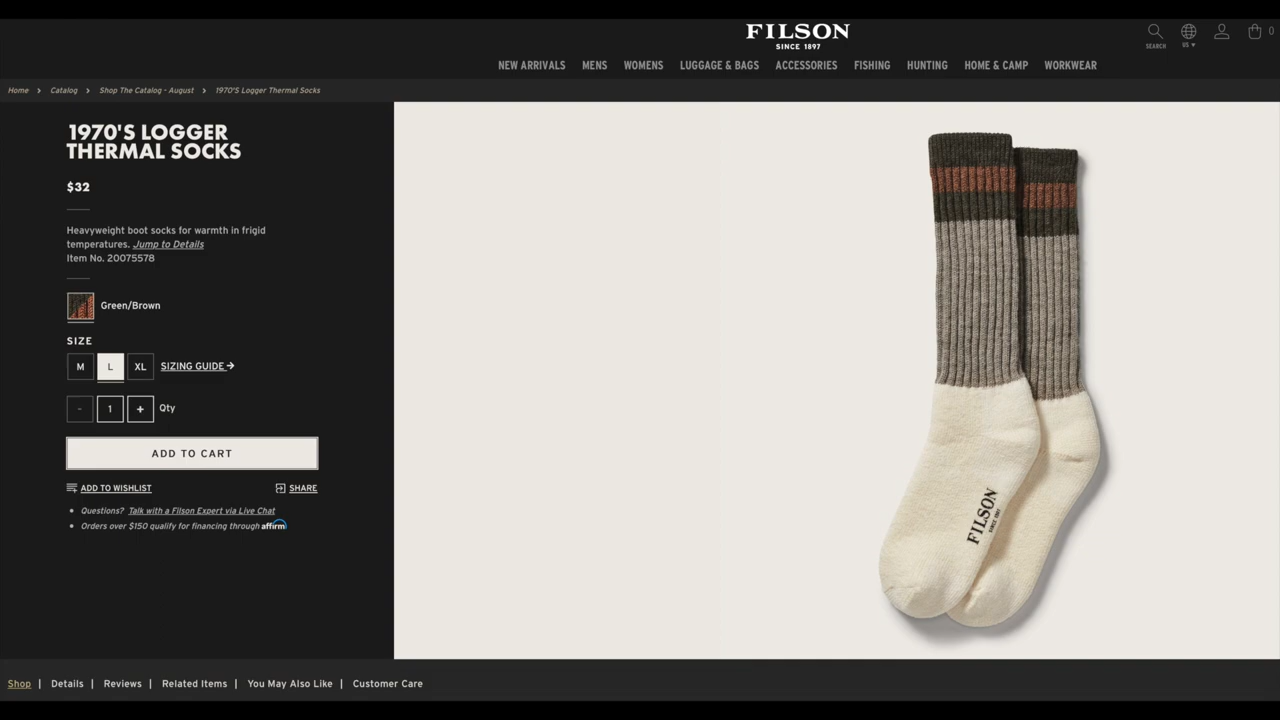 FILSON
SINCE 1897
SEARCH
US ▼
0
NEW ARRIVALS MENS WOMENS LUGGAGE & BAGS ACCESSORIES FISHING HUNTING HOME & CAMP WORKWEAR
Home > Catalog > Shop The Catalog - August > 1970'S Logger Thermal Socks
1970'S LOGGER
THERMAL SOCKS
$32
Heavyweight boot socks for warmth in frigid
temperatures. Jump to Details
Item No. 20075578
Green/Brown
SIZE
M L XL SIZING GUIDE →
- 1 + Qty
ADD TO CART
ADD TO WISHLIST SHARE
• Questions? Talk with a Filson Expert via Live Chat
• Orders over $150 qualify for financing through affirm
FILSON
SINCE 1897
Shop | Details | Reviews | Related Items | You May Also Like | Customer Care